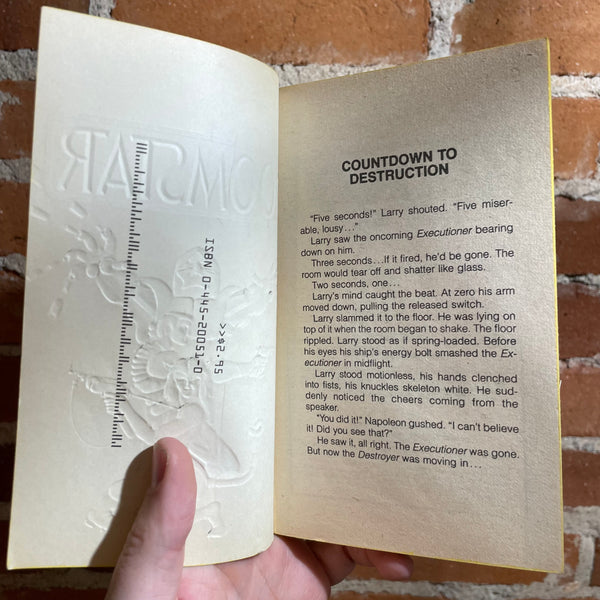 OOMSTAR
ISBN 0-445-20051-0
>>$2.95
COUNTDOWN TO
DESTRUCTION
"Five seconds!" Larry shouted. "Five miser-
able, lousy..."
Larry saw the oncoming Executioner bearing
down on him.
Three seconds...If it fired, he'd be gone. The
room would tear off and shatter like glass.
Two seconds, one...
Larry's mind caught the beat. At zero his arm
moved down, pulling the released switch.
Larry slammed it to the floor. He was lying on
top of it when the room began to shake. The floor
rippled. Larry stood as if spring-loaded. Before
his eyes his ship's energy bolt smashed the Ex-
ecutioner in midflight.
Larry stood motionless, his hands clenched
into fists, his knuckles skeleton white. He sud-
denly noticed the cheers coming from the
speaker.
"You did it!" Napoleon gushed. "I can't believe
it! Did you see that?"
He saw it, all right. The Executioner was gone.
But now the Destroyer was moving in...